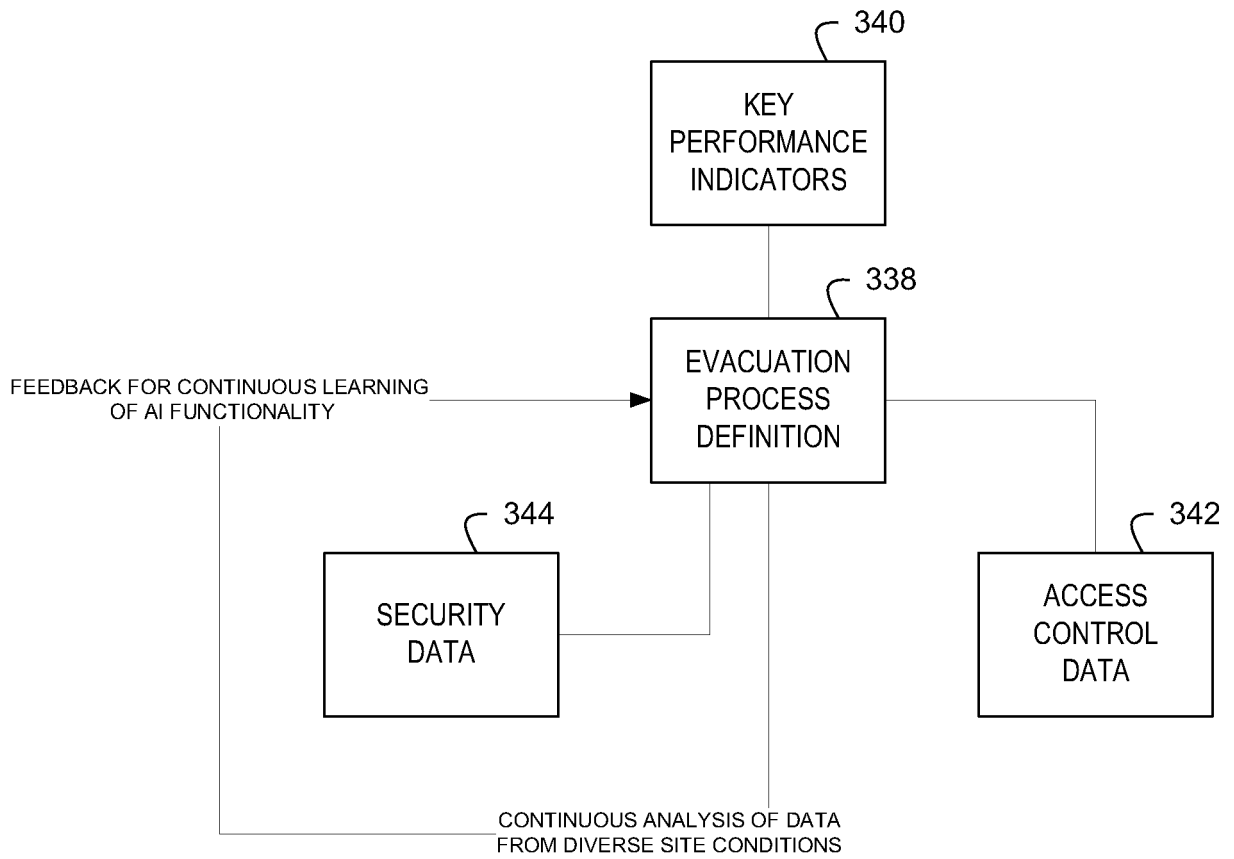 340
KEY
PERFORMANCE
INDICATORS
338
EVACUATION
PROCESS
DEFINITION
FEEDBACK FOR CONTINUOUS LEARNING
OF AI FUNCTIONALITY
344
SECURITY
DATA
342
ACCESS
CONTROL
DATA
CONTINUOUS ANALYSIS OF DATA
FROM DIVERSE SITE CONDITIONS